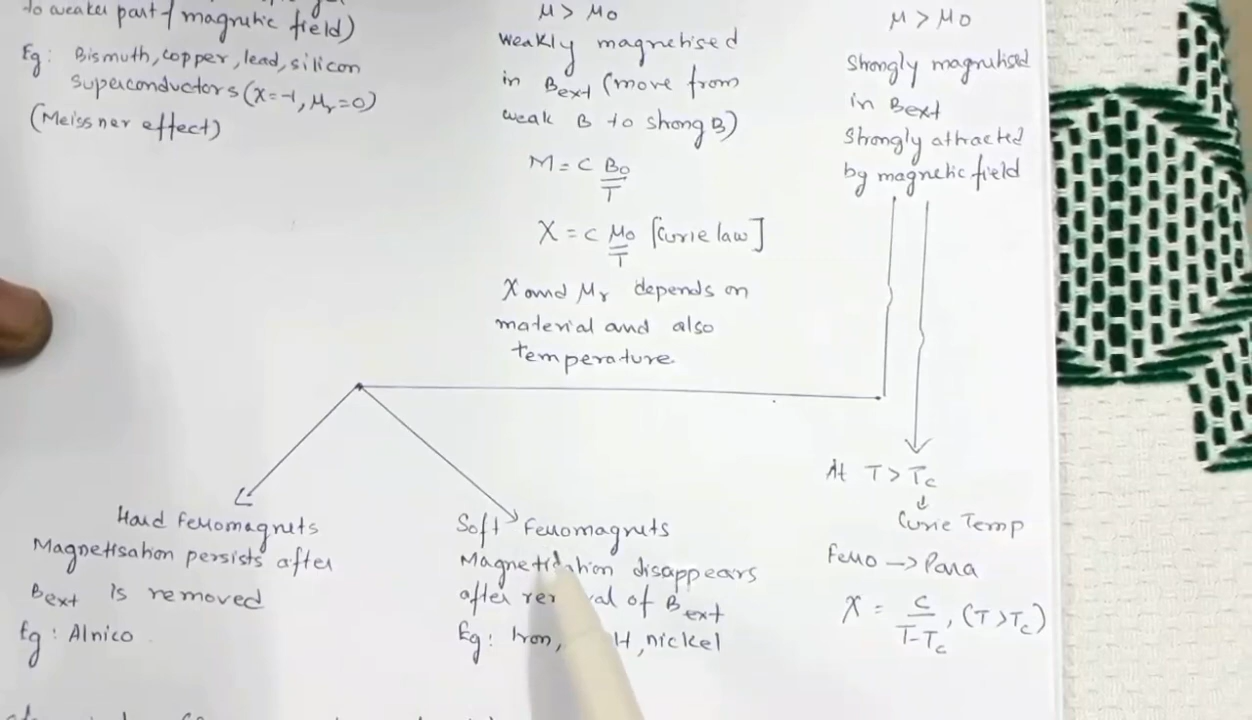 to weaker part of magnetic field)
Eg: Bismuth, copper, lead, silicon
Superconductors (χ=-1, μr=0)
(Meissner effect)
μ > μ0
Weakly magnetised
in Bext (move from
weak B to strong B)
M = C B0/T
χ = C μ0/T [Curie law]
χ and μr depends on
material and also
temperature
μ > μ0
Strongly magnetised
in Bext
Strongly attracted
by magnetic field
Hard ferromagnets
Magnetisation persists after
Bext is removed
Eg: Alnico
Soft Ferromagnets
Magnetisation disappears
after removal of Bext
Eg: Iron, nickel
At T > Tc
Curie Temp
Ferro -> Para
χ = C/T-Tc, (T>Tc)